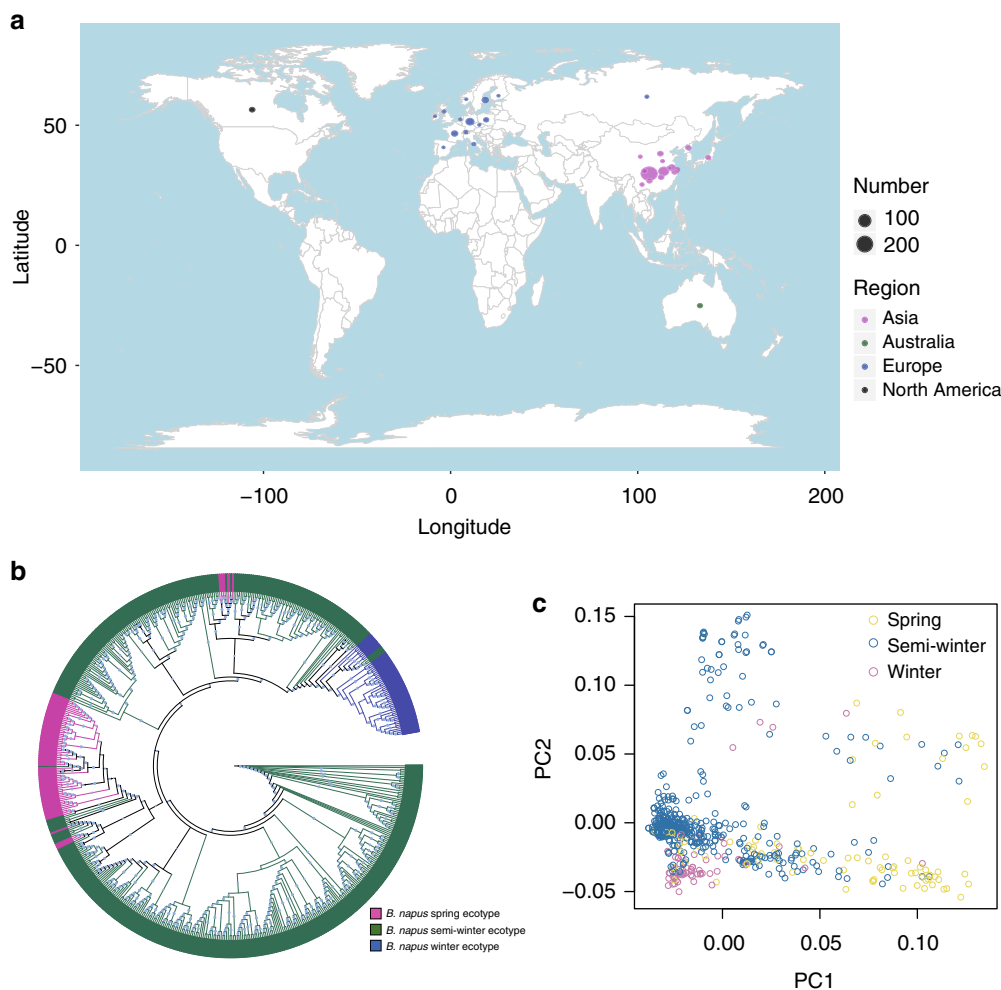 a
50
0
−50
Latitude
−100
0
100
200
Longitude
Number
100
200
Region
Asia
Australia
Europe
North America
b
B. napus spring ecotype
B. napus semi-winter ecotype
B. napus winter ecotype
c
0.15
0.10
0.05
0.00
−0.05
PC2
Spring
Semi-winter
Winter
0.00
0.05
0.10
PC1